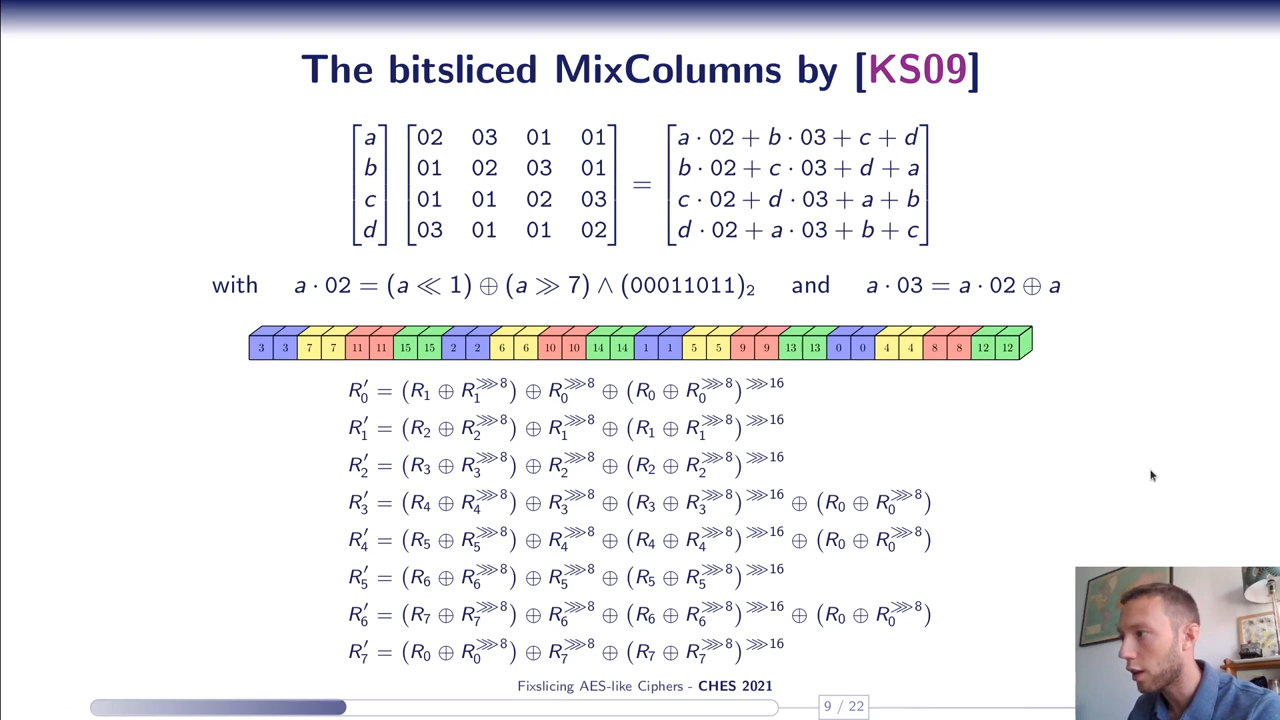 The bitsliced MixColumns by [KS09]
[a b c d] [02 03 01 01; 01 02 03 01; 01 01 02 03; 03 01 01 02] = [a · 02 + b · 03 + c + d; b · 02 + c · 03 + d + a; c · 02 + d · 03 + a + b; d · 02 + a · 03 + b + c]
with a · 02 = (a ≪ 1) ⊕ (a ≫ 7) ∧ (00011011)₂ and a · 03 = a · 02 ⊕ a
3 3 7 7 11 11 15 15 2 2 6 6 10 10 14 14 1 1 5 5 9 9 13 13 0 0 4 4 8 8 12 12
R′₀ = (R₁ ⊕ R₁^⋙8) ⊕ R₀^⋙8 ⊕ (R₀ ⊕ R₀^⋙8)^⋙16
R′₁ = (R₂ ⊕ R₂^⋙8) ⊕ R₁^⋙8 ⊕ (R₁ ⊕ R₁^⋙8)^⋙16
R′₂ = (R₃ ⊕ R₃^⋙8) ⊕ R₂^⋙8 ⊕ (R₂ ⊕ R₂^⋙8)^⋙16
R′₃ = (R₄ ⊕ R₄^⋙8) ⊕ R₃^⋙8 ⊕ (R₃ ⊕ R₃^⋙8)^⋙16 ⊕ (R₀ ⊕ R₀^⋙8)
R′₄ = (R₅ ⊕ R₅^⋙8) ⊕ R₄^⋙8 ⊕ (R₄ ⊕ R₄^⋙8)^⋙16 ⊕ (R₀ ⊕ R₀^⋙8)
R′₅ = (R₆ ⊕ R₆^⋙8) ⊕ R₅^⋙8 ⊕ (R₅ ⊕ R₅^⋙8)^⋙16
R′₆ = (R₇ ⊕ R₇^⋙8) ⊕ R₆^⋙8 ⊕ (R₆ ⊕ R₆^⋙8)^⋙16 ⊕ (R₀ ⊕ R₀^⋙8)
R′₇ = (R₀ ⊕ R₀^⋙8) ⊕ R₇^⋙8 ⊕ (R₇ ⊕ R₇^⋙8)^⋙16
Fixslicing AES-like Ciphers - CHES 2021
9 / 22